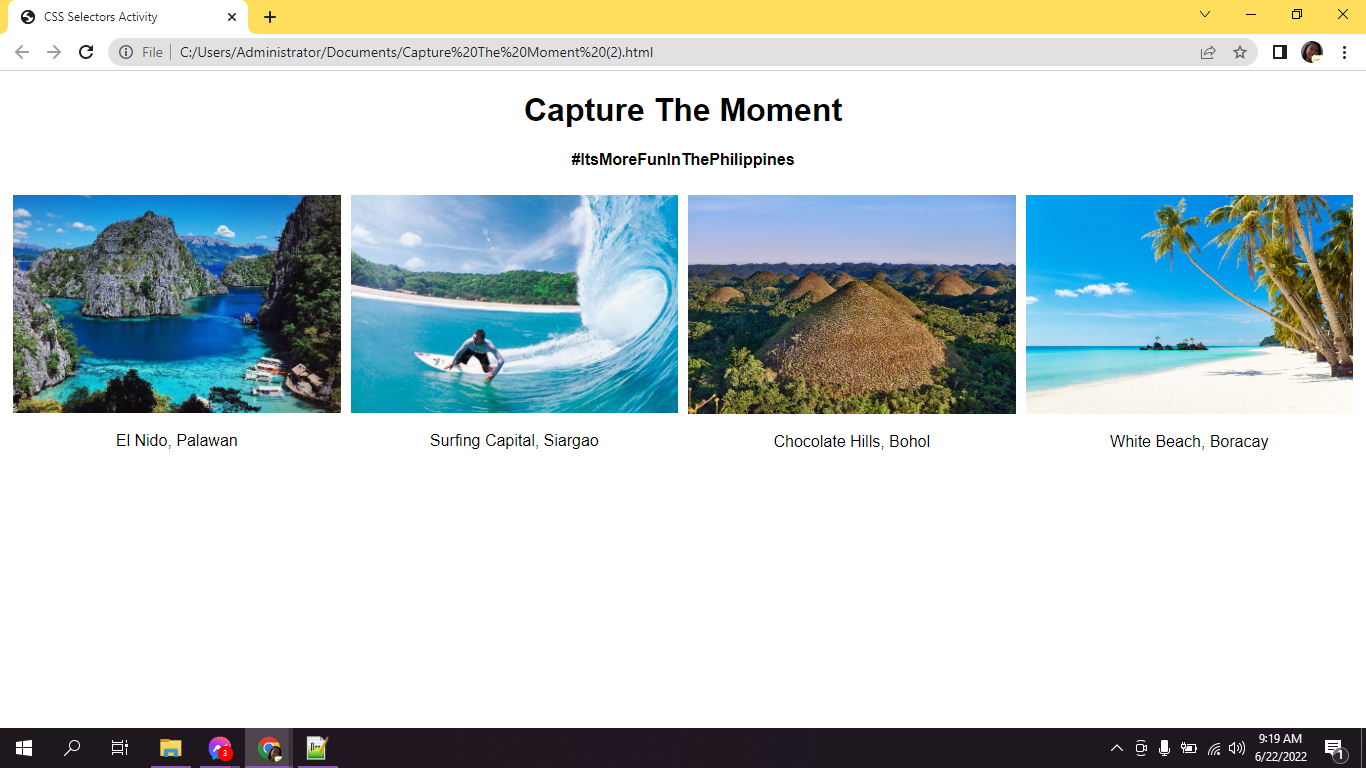 CSS Selectors Activity
File
C:/Users/Administrator/Documents/Capture%20The%20Moment%20(2).html
Capture The Moment
#ItsMoreFunInThePhilippines
El Nido, Palawan
Surfing Capital, Siargao
Chocolate Hills, Bohol
White Beach, Boracay
3
9:19 AM
6/22/2022
1